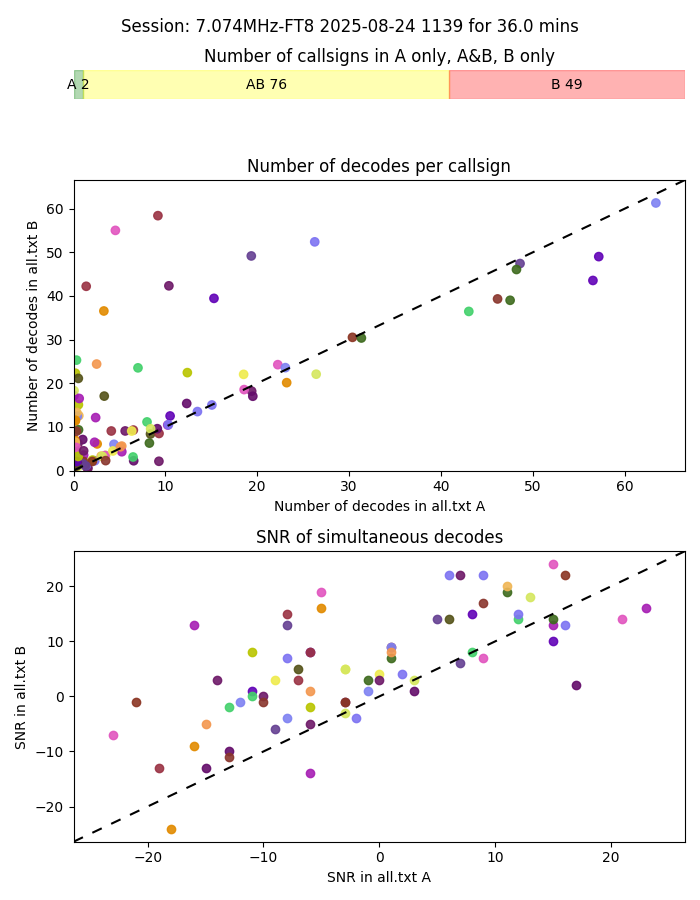 Session: 7.074MHz-FT8 2025-08-24 1139 for 36.0 mins
Number of callsigns in A only, A&B, B only
A 2 AB 76 B 49
Number of decodes per callsign
Number of decodes in all.txt B
60
50
40
30
20
10
0
0 10 20 30 40 50 60
Number of decodes in all.txt A
SNR of simultaneous decodes
SNR in all.txt B
20
10
0
−10
−20
−20 −10 0 10 20
SNR in all.txt A